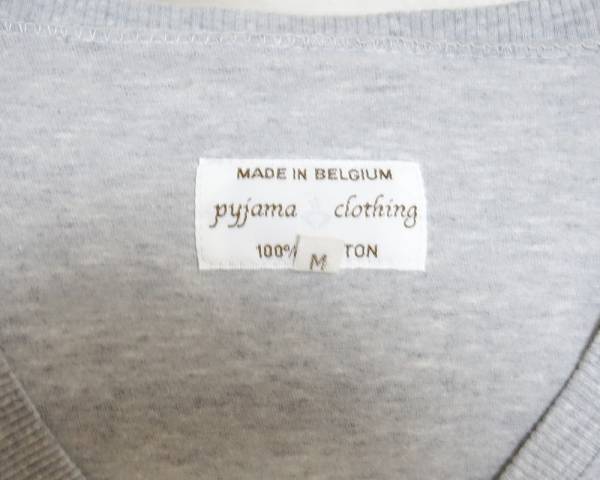 MADE IN BELGIUM
pyjama clothing
100% M TON